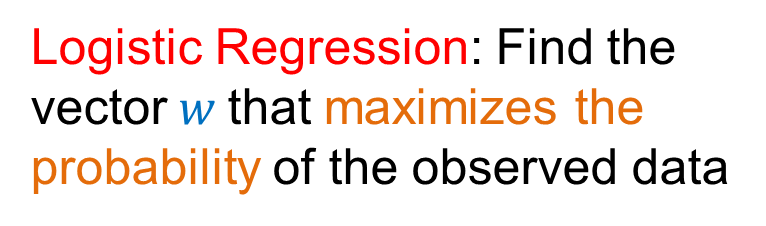 Logistic Regression: Find the
vector w that maximizes the
probability of the observed data